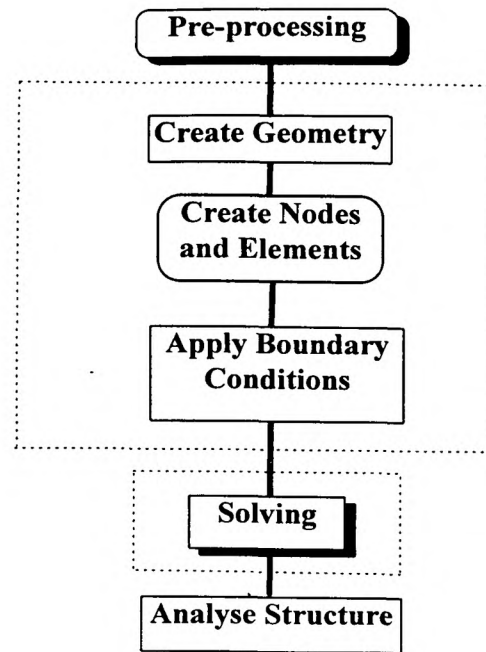 Pre-processing
Create Geometry
Create Nodes
and Elements
Apply Boundary
Conditions
Solving
Analyse Structure